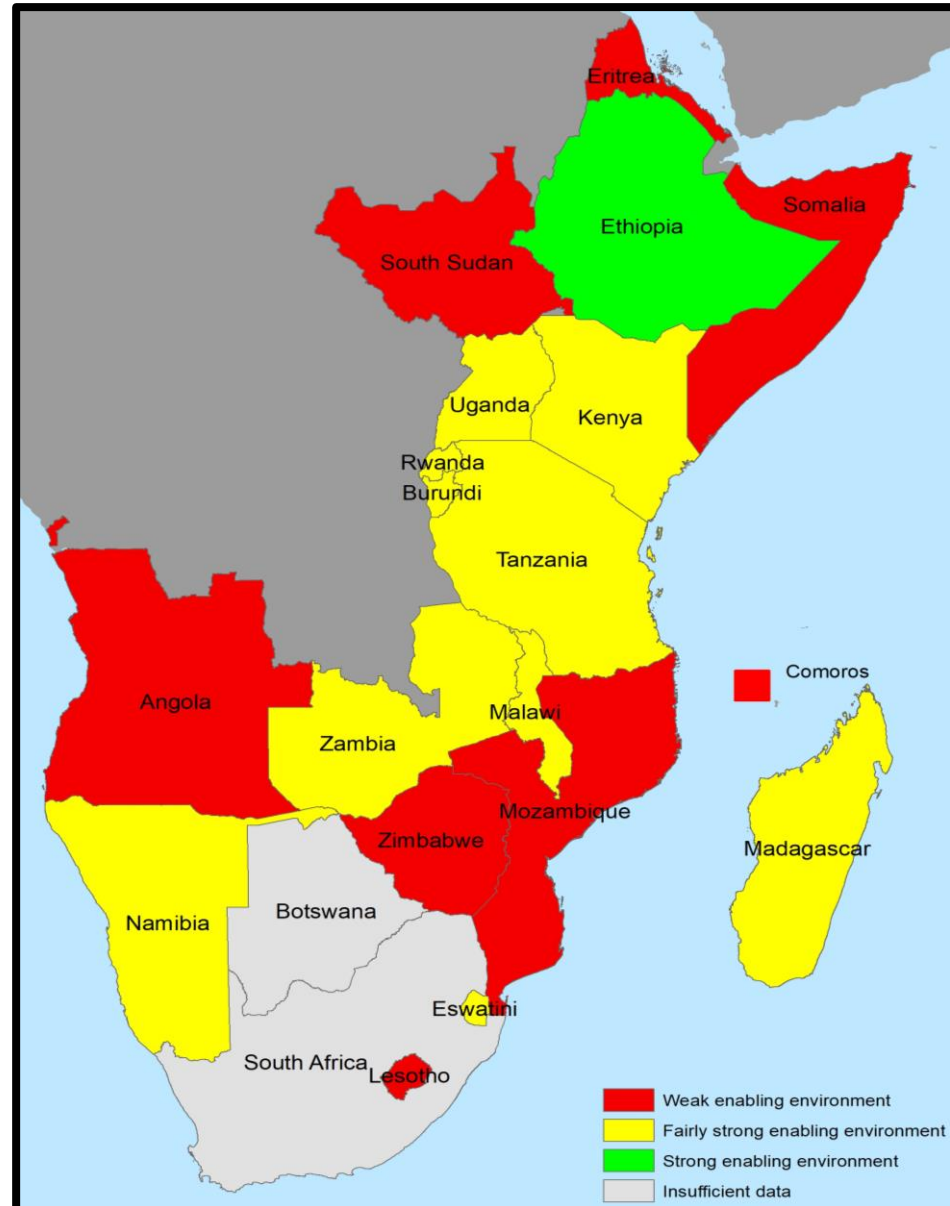 Eritrea
Somalia
Ethiopia
South Sudan
Uganda
Kenya
Rwanda
Burundi
Tanzania
Comoros
Angola
Malawi
Zambia
Mozambique
Zimbabwe
Madagascar
Botswana
Namibia
Eswatini
South Africa
Lesotho
Weak enabling environment
Fairly strong enabling environment
Strong enabling environment
Insufficient data